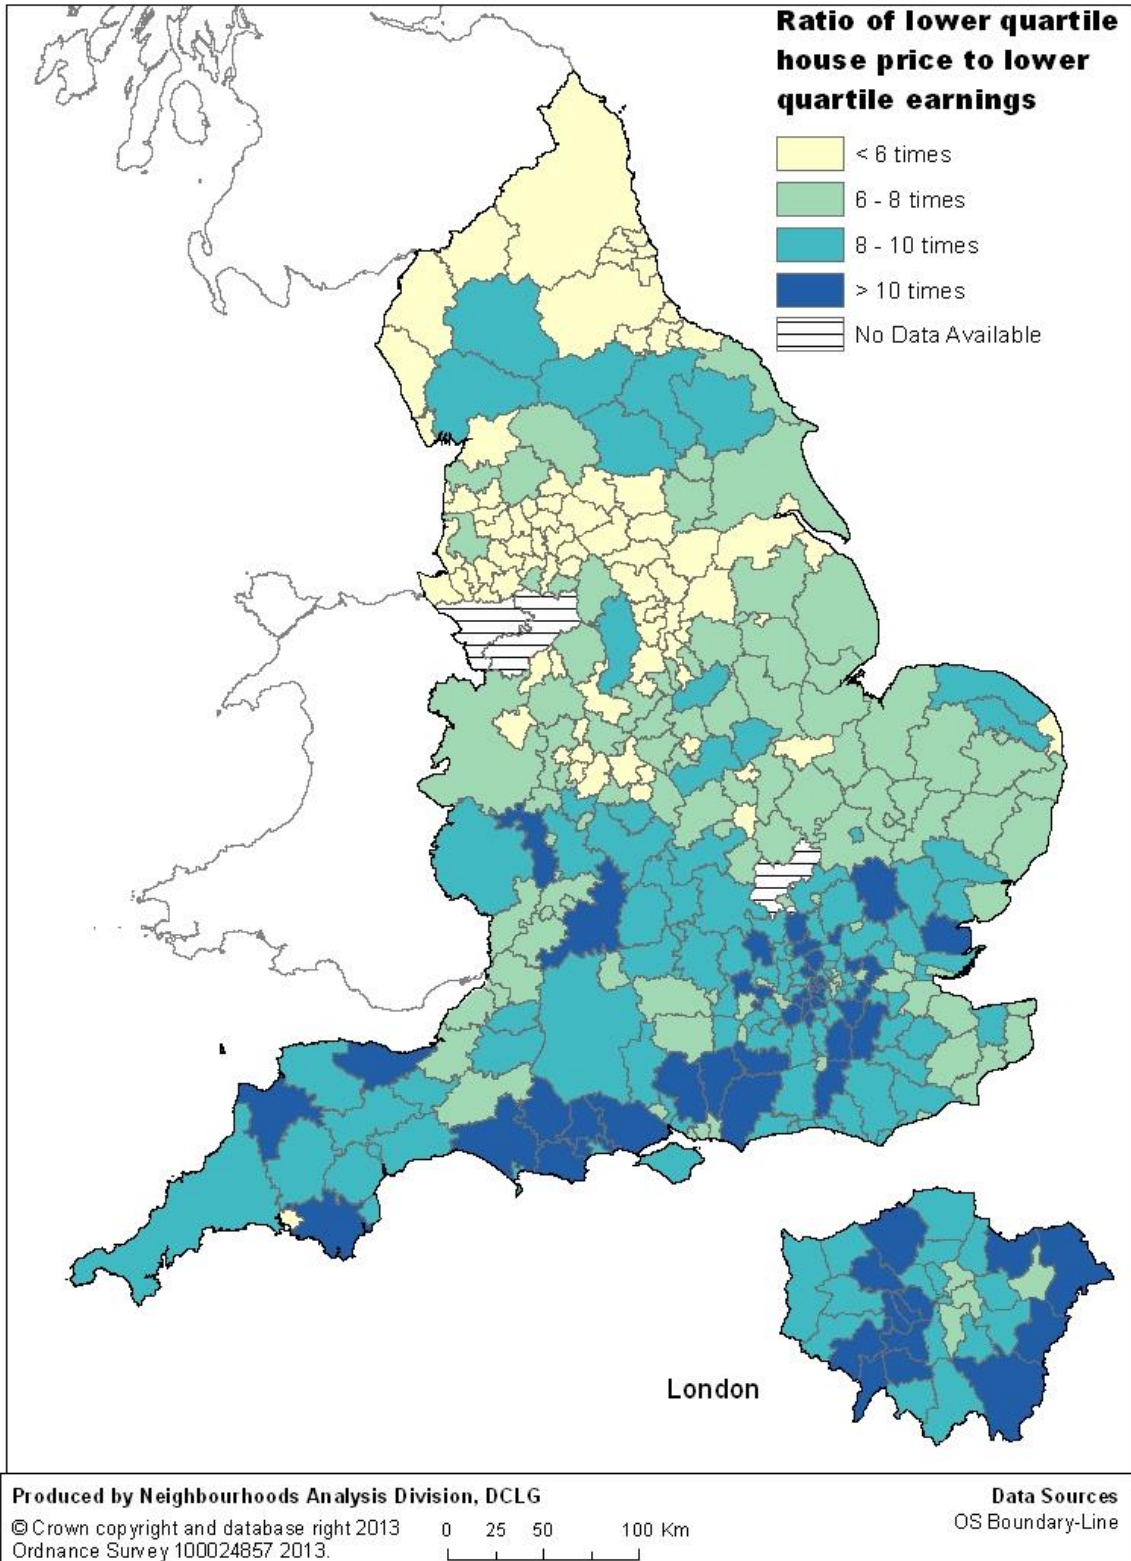 Ratio of lower quartile
house price to lower
quartile earnings
< 6 times
6 - 8 times
8 - 10 times
> 10 times
No Data Available
London
Produced by Neighbourhoods Analysis Division, DCLG
© Crown copyright and database right 2013
Ordnance Survey 100024857 2013.
0 25 50 100 Km
Data Sources
OS Boundary-Line